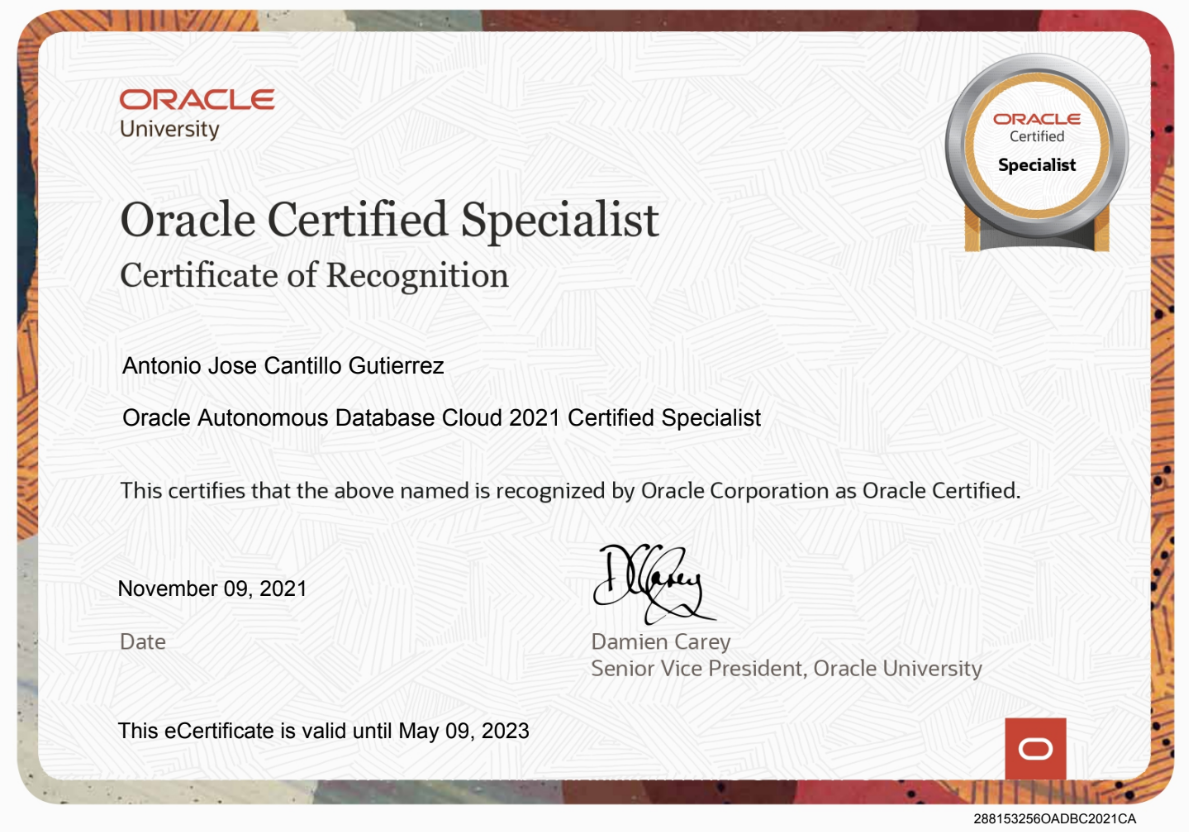 ORACLE
University
ORACLE
Certified
Specialist
Oracle Certified Specialist
Certificate of Recognition
Antonio Jose Cantillo Gutierrez
Oracle Autonomous Database Cloud 2021 Certified Specialist
This certifies that the above named is recognized by Oracle Corporation as Oracle Certified.
November 09, 2021
Date
DCarey
Damien Carey
Senior Vice President, Oracle University
This eCertificate is valid until May 09, 2023
288153256OADBC2021CA